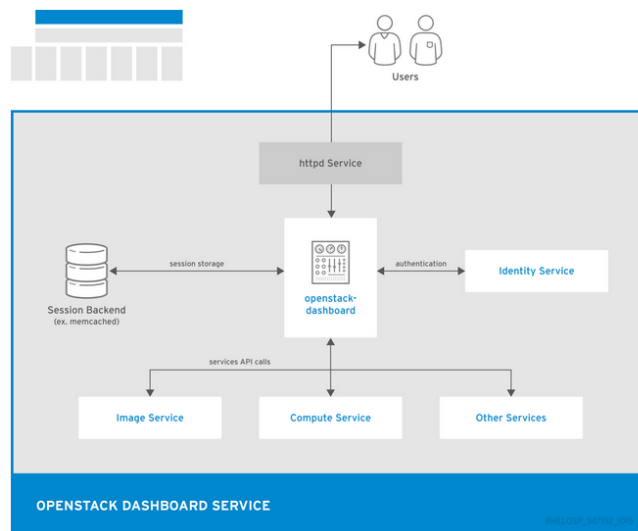 Users
httpd Service
session storage
authentication
Identity Service
openstack-
dashboard
Session Backend
(ex. memcached)
services API calls
Image Service
Compute Service
Other Services
OPENSTACK DASHBOARD SERVICE